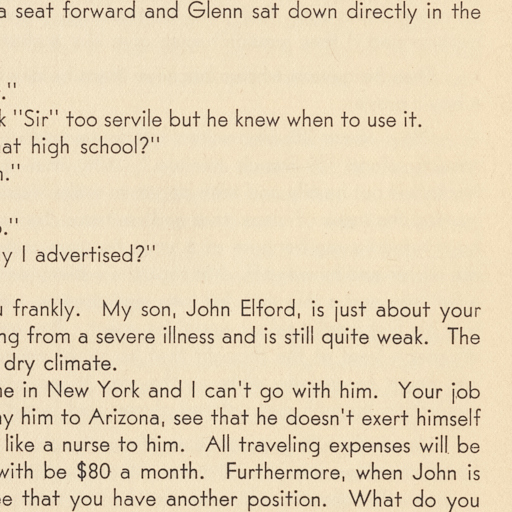 a seat forward and Glenn sat down directly in the
."
k "Sir" too servile but he knew when to use it.
at high school?"
."
."
y I advertised?"
u frankly. My son, John Elford, is just about your
ng from a severe illness and is still quite weak. The
dry climate.
me in New York and I can't go with him. Your job
ny him to Arizona, see that he doesn't exert himself
like a nurse to him. All traveling expenses will be
with be $80 a month. Furthermore, when John is
ee that you have another position. What do you